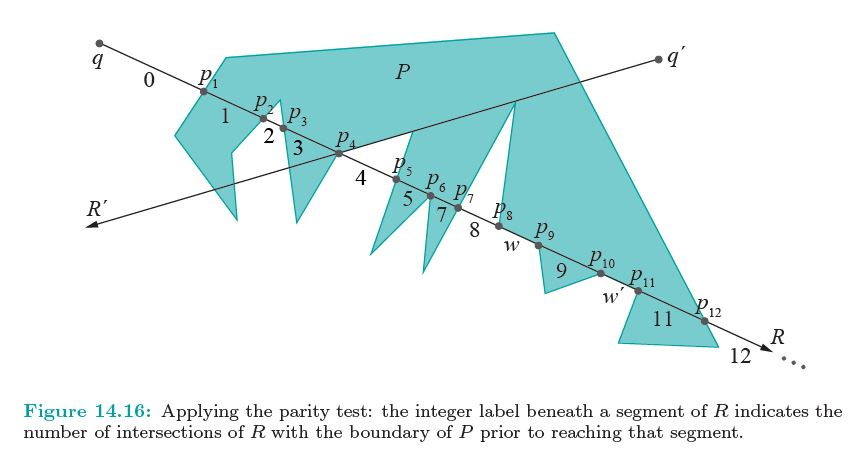 q
0
p1
P
q′
1
p2
2
p3
3
p4
4
p5
5
p6
7
p7
8
p8
w
p9
9
p10
w′
p11
11
p12
12
R
R′
Figure 14.16: Applying the parity test: the integer label beneath a segment of R indicates the
number of intersections of R with the boundary of P prior to reaching that segment.